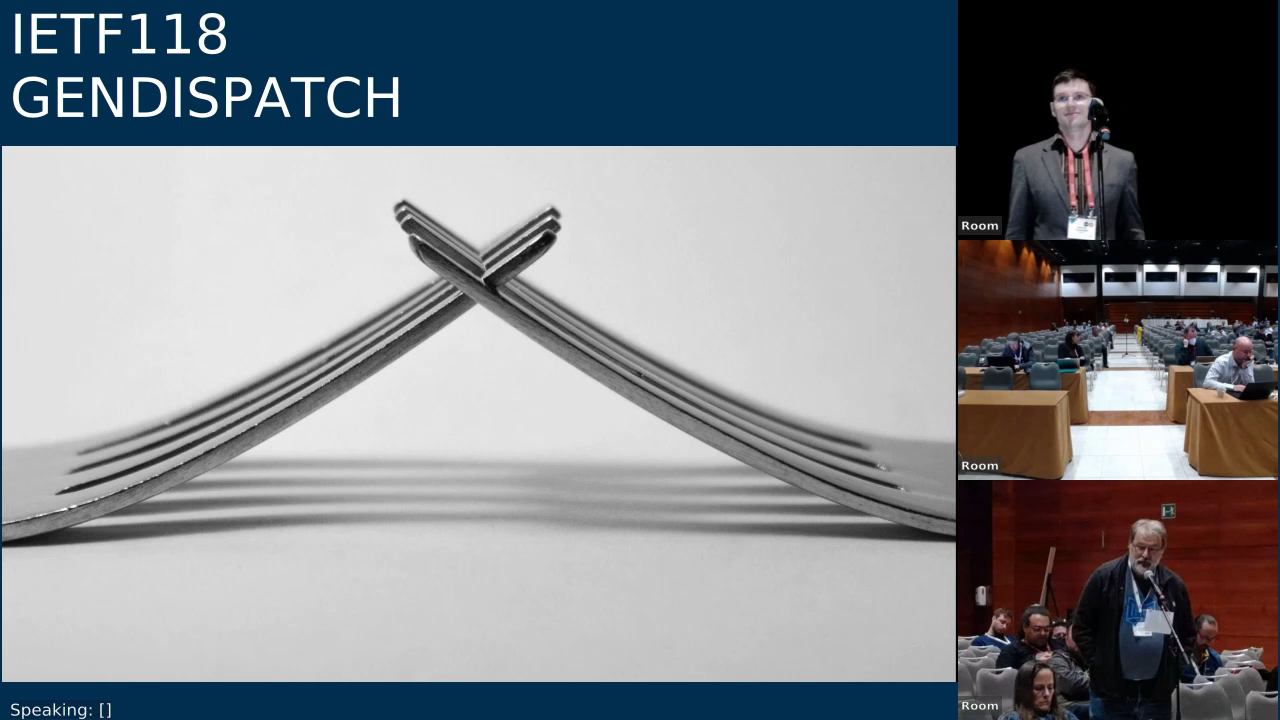 IETF118
GENDISPATCH
Room
Room
Room
Speaking: []